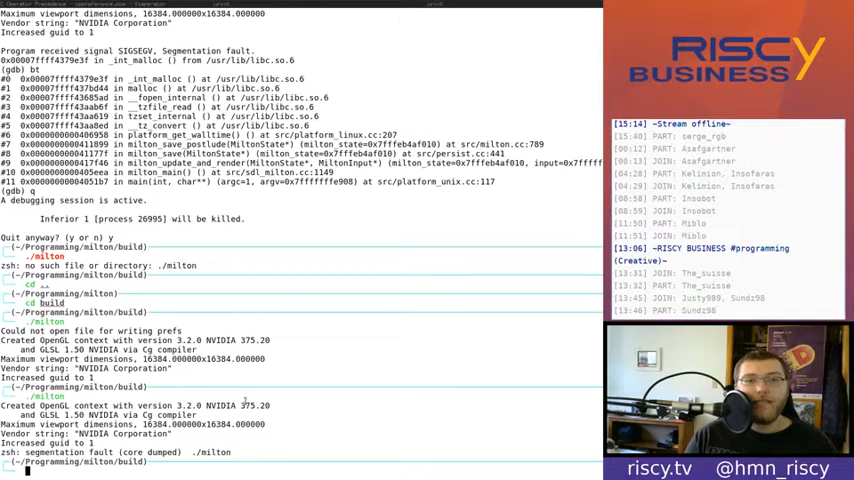 Maximum viewport dimensions, 16384.000000x16384.000000
Vendor string: "NVIDIA Corporation"
Increased guid to 1
Program received signal SIGSEGV, Segmentation fault.
0x00007ffff4379e3f in _int_malloc () from /usr/lib/libc.so.6
(gdb) bt
#0  0x00007ffff4379e3f in _int_malloc () at /usr/lib/libc.so.6
#1  0x00007ffff437bd44 in malloc () at /usr/lib/libc.so.6
#2  0x00007ffff43685ad in __fopen_internal () at /usr/lib/libc.so.6
#3  0x00007ffff43aab6f in __tzfile_read () at /usr/lib/libc.so.6
#4  0x00007ffff43aa619 in tzset_internal () at /usr/lib/libc.so.6
#5  0x00007ffff43aa8ed in __tz_convert () at /usr/lib/libc.so.6
#6  0x0000000000406958 in platform_get_walltime() () at src/platform_linux.cc:207
#7  0x0000000000411899 in milton_save_postlude(MiltonState*) (milton_state=0x7fffeb4af010) at src/milton.cc:789
#8  0x000000000041177f in milton_save(MiltonState*) (milton_state=0x7fffeb4af010) at src/persist.cc:441
#9  0x0000000000417f46 in milton_update_and_render(MiltonState*, MiltonInput*) (milton_state=0x7fffeb4af010, input=0x7fff
#10 0x0000000000405eea in milton_main() () at src/sdl_milton.cc:1149
#11 0x00000000004051b7 in main(int, char**) (argc=1, argv=0x7fffffffe908) at src/platform_unix.cc:117
(gdb) q
A debugging session is active.
Inferior 1 [process 26995] will be killed.
Quit anyway? (y or n) y
(~/Programming/milton/build)
./milton
zsh: no such file or directory: ./milton
(~/Programming/milton/build)
cd ..
(~/Programming/milton)
cd build
(~/Programming/milton/build)
./milton
Could not open file for writing prefs
Created OpenGL context with version 3.2.0 NVIDIA 375.20
and GLSL 1.50 NVIDIA via Cg compiler
Maximum viewport dimensions, 16384.000000x16384.000000
Vendor string: "NVIDIA Corporation"
Increased guid to 1
(~/Programming/milton/build)
./milton
Created OpenGL context with version 3.2.0 NVIDIA 375.20
and GLSL 1.50 NVIDIA via Cg compiler
Maximum viewport dimensions, 16384.000000x16384.000000
Vendor string: "NVIDIA Corporation"
Increased guid to 1
zsh: segmentation fault (core dumped)  ./milton
(~/Programming/milton/build)
RISCY
BUSINESS
[15:14] ~Stream offline~
[15:40] PART: serge_rgb
[00:12] PART: Asafgartner
[00:13] JOIN: Asafgartner
[04:28] PART: Kelimion, Insofaras
[04:29] JOIN: Kelimion, Insofaras
[08:58] PART: Insobot
[08:59] JOIN: Insobot
[11:50] PART: Miblo
[11:51] JOIN: Miblo
[13:06] ~RISCY BUSINESS #programming
(Creative)~
[13:31] JOIN: The_suisse
[13:32] PART: The_suisse
[13:45] JOIN: Justy989, Sundz98
[13:46] PART: Sundz98
riscy.tv @hmn_riscy